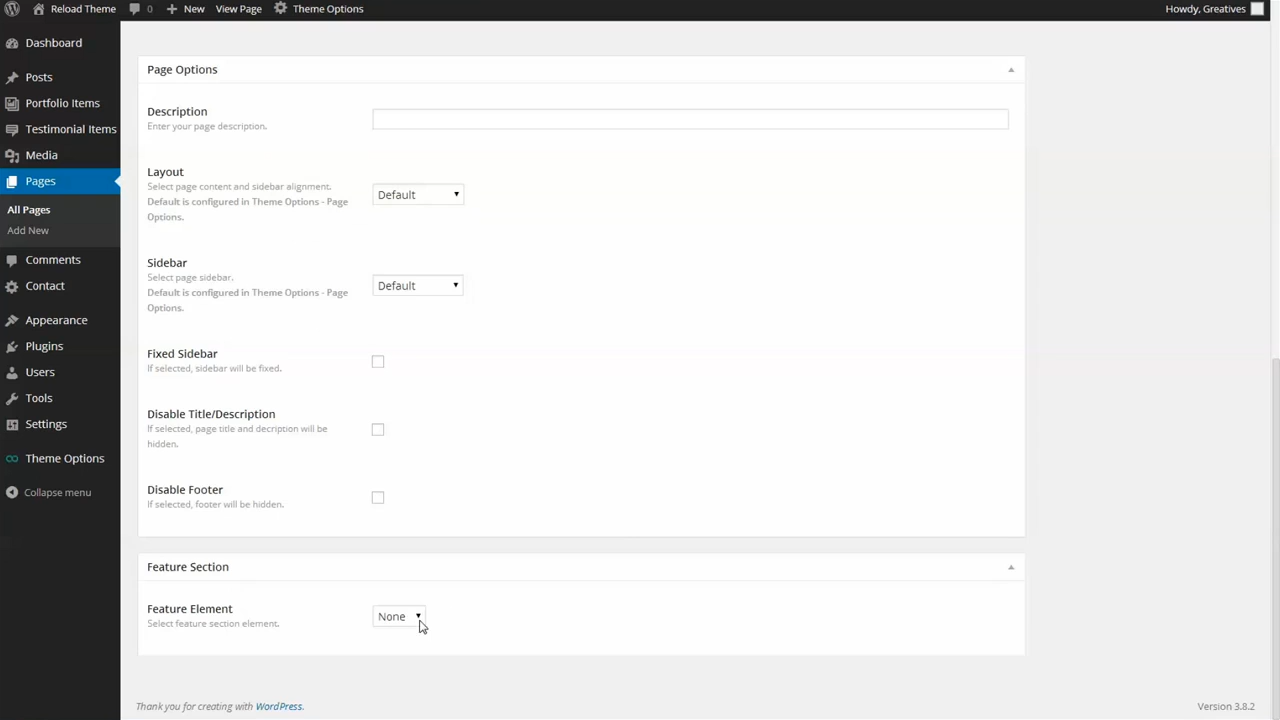 Reload Theme 0 New View Page Theme Options Howdy, Greatives
Dashboard
Posts
Portfolio Items
Testimonial Items
Media
Pages
All Pages
Add New
Comments
Contact
Appearance
Plugins
Users
Tools
Settings
Theme Options
Collapse menu
Page Options
Description
Enter your page description.
Layout
Select page content and sidebar alignment.
Default is configured in Theme Options - Page
Options.
Default
Sidebar
Select page sidebar.
Default is configured in Theme Options - Page
Options.
Default
Fixed Sidebar
If selected, sidebar will be fixed.
Disable Title/Description
If selected, page title and decription will be
hidden.
Disable Footer
If selected, footer will be hidden.
Feature Section
Feature Element
Select feature section element.
None
Thank you for creating with WordPress.
Version 3.8.2